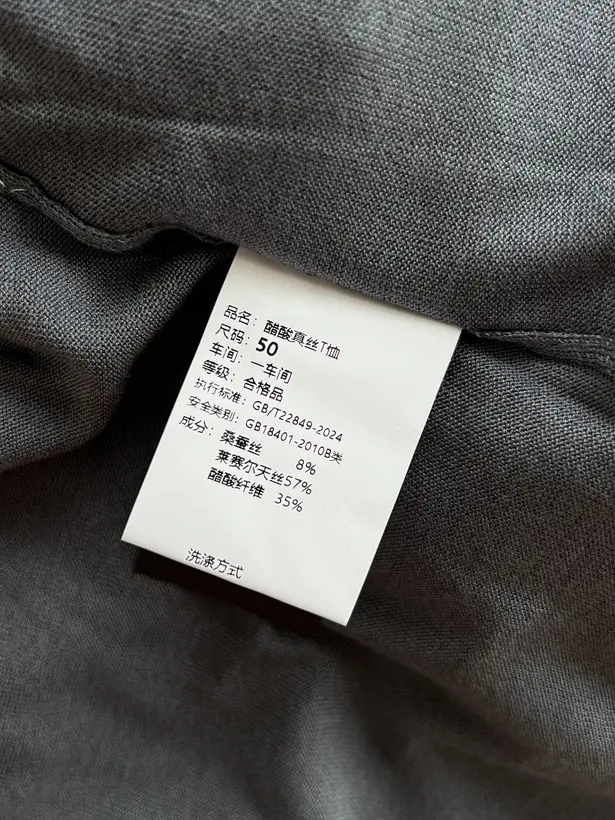 品名：醋酸真丝T恤
尺码：50
车间：一车间
等级：合格品
执行标准：GB/T22849-2024
安全类别：GB18401-2010B类
成分：桑蚕丝 8%
莱赛尔天丝57%
醋酸纤维 35%
洗涤方式